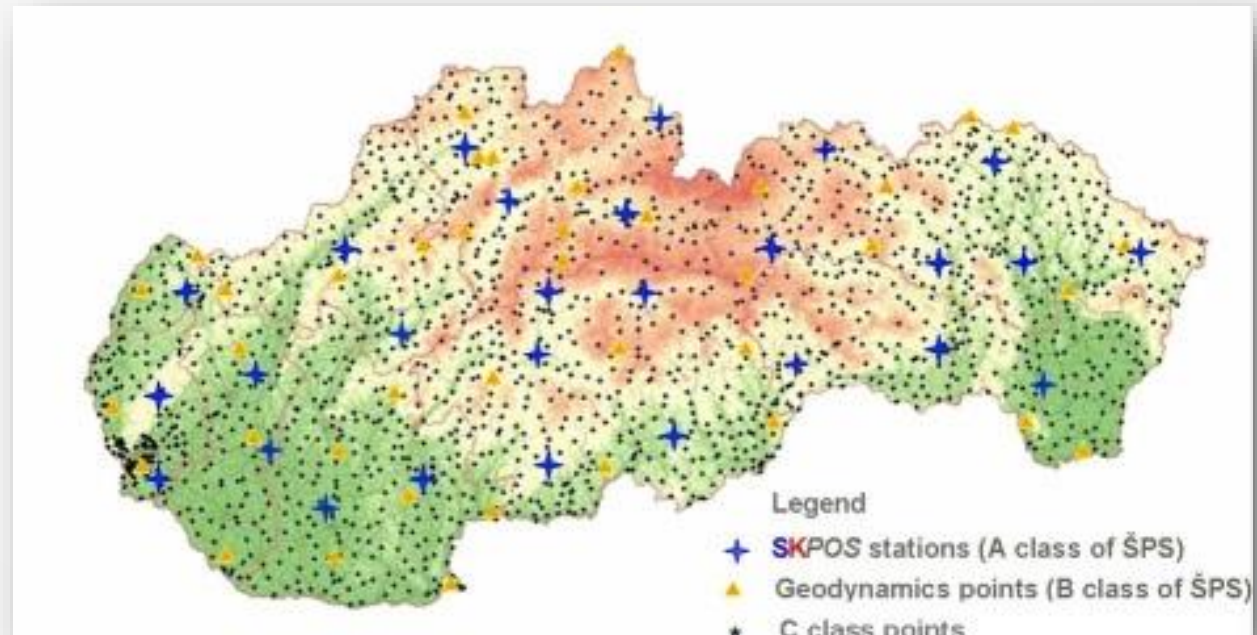 Legend
SKPOS stations (A class of ŠPS)
Geodynamics points (B class of ŠPS)
C class points